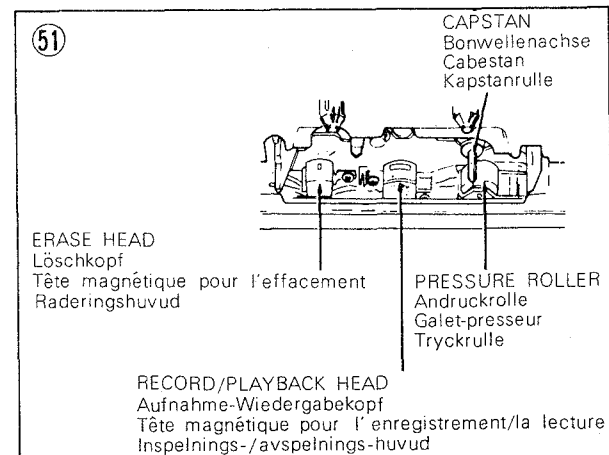 51
CAPSTAN
Bonwellenachse
Cabestan
Kapstanrulle
ERASE HEAD
Löschkopf
Tête magnétique pour l'effacement
Raderingshuvud
PRESSURE ROLLER
Andruckrolle
Galet-presseur
Tryckrulle
RECORD/PLAYBACK HEAD
Aufnahme-Wiedergabekopf
Tête magnétique pour l'enregistrement/la lecture
Inspelnings-/avspelnings-huvud